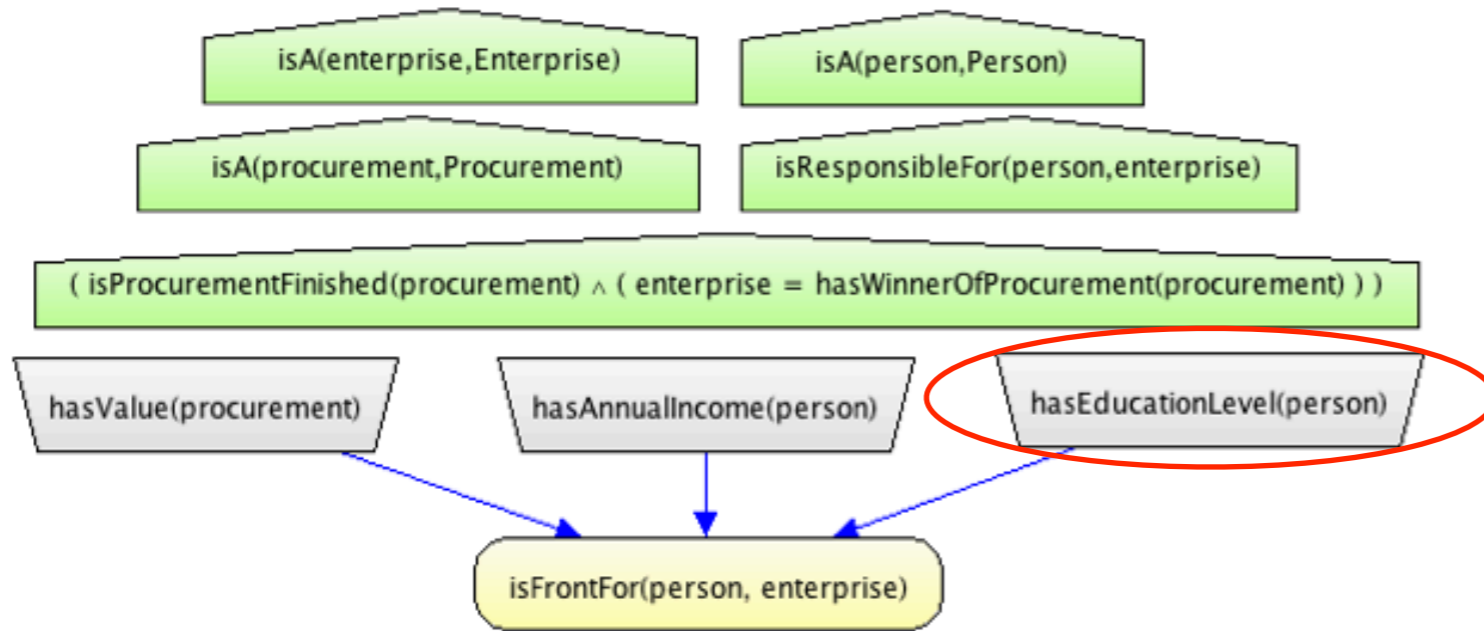 isA(enterprise,Enterprise)
isA(person,Person)
isA(procurement,Procurement)
isResponsibleFor(person,enterprise)
( isProcurementFinished(procurement) ∧ ( enterprise = hasWinnerOfProcurement(procurement) ) )
hasValue(procurement)
hasAnnualIncome(person)
hasEducationLevel(person)
isFrontFor(person, enterprise)